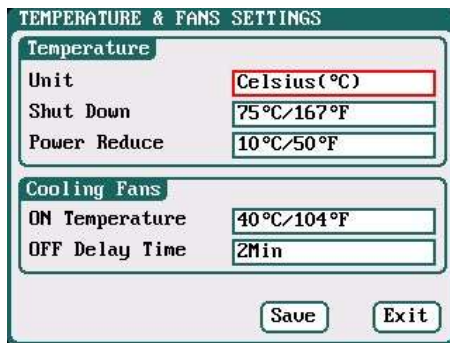 TEMPERATURE & FANS SETTINGS
Temperature
Unit Celsius(°C)
Shut Down 75°C/167°F
Power Reduce 10°C/50°F
Cooling Fans
ON Temperature 40°C/104°F
OFF Delay Time 2Min
Save Exit